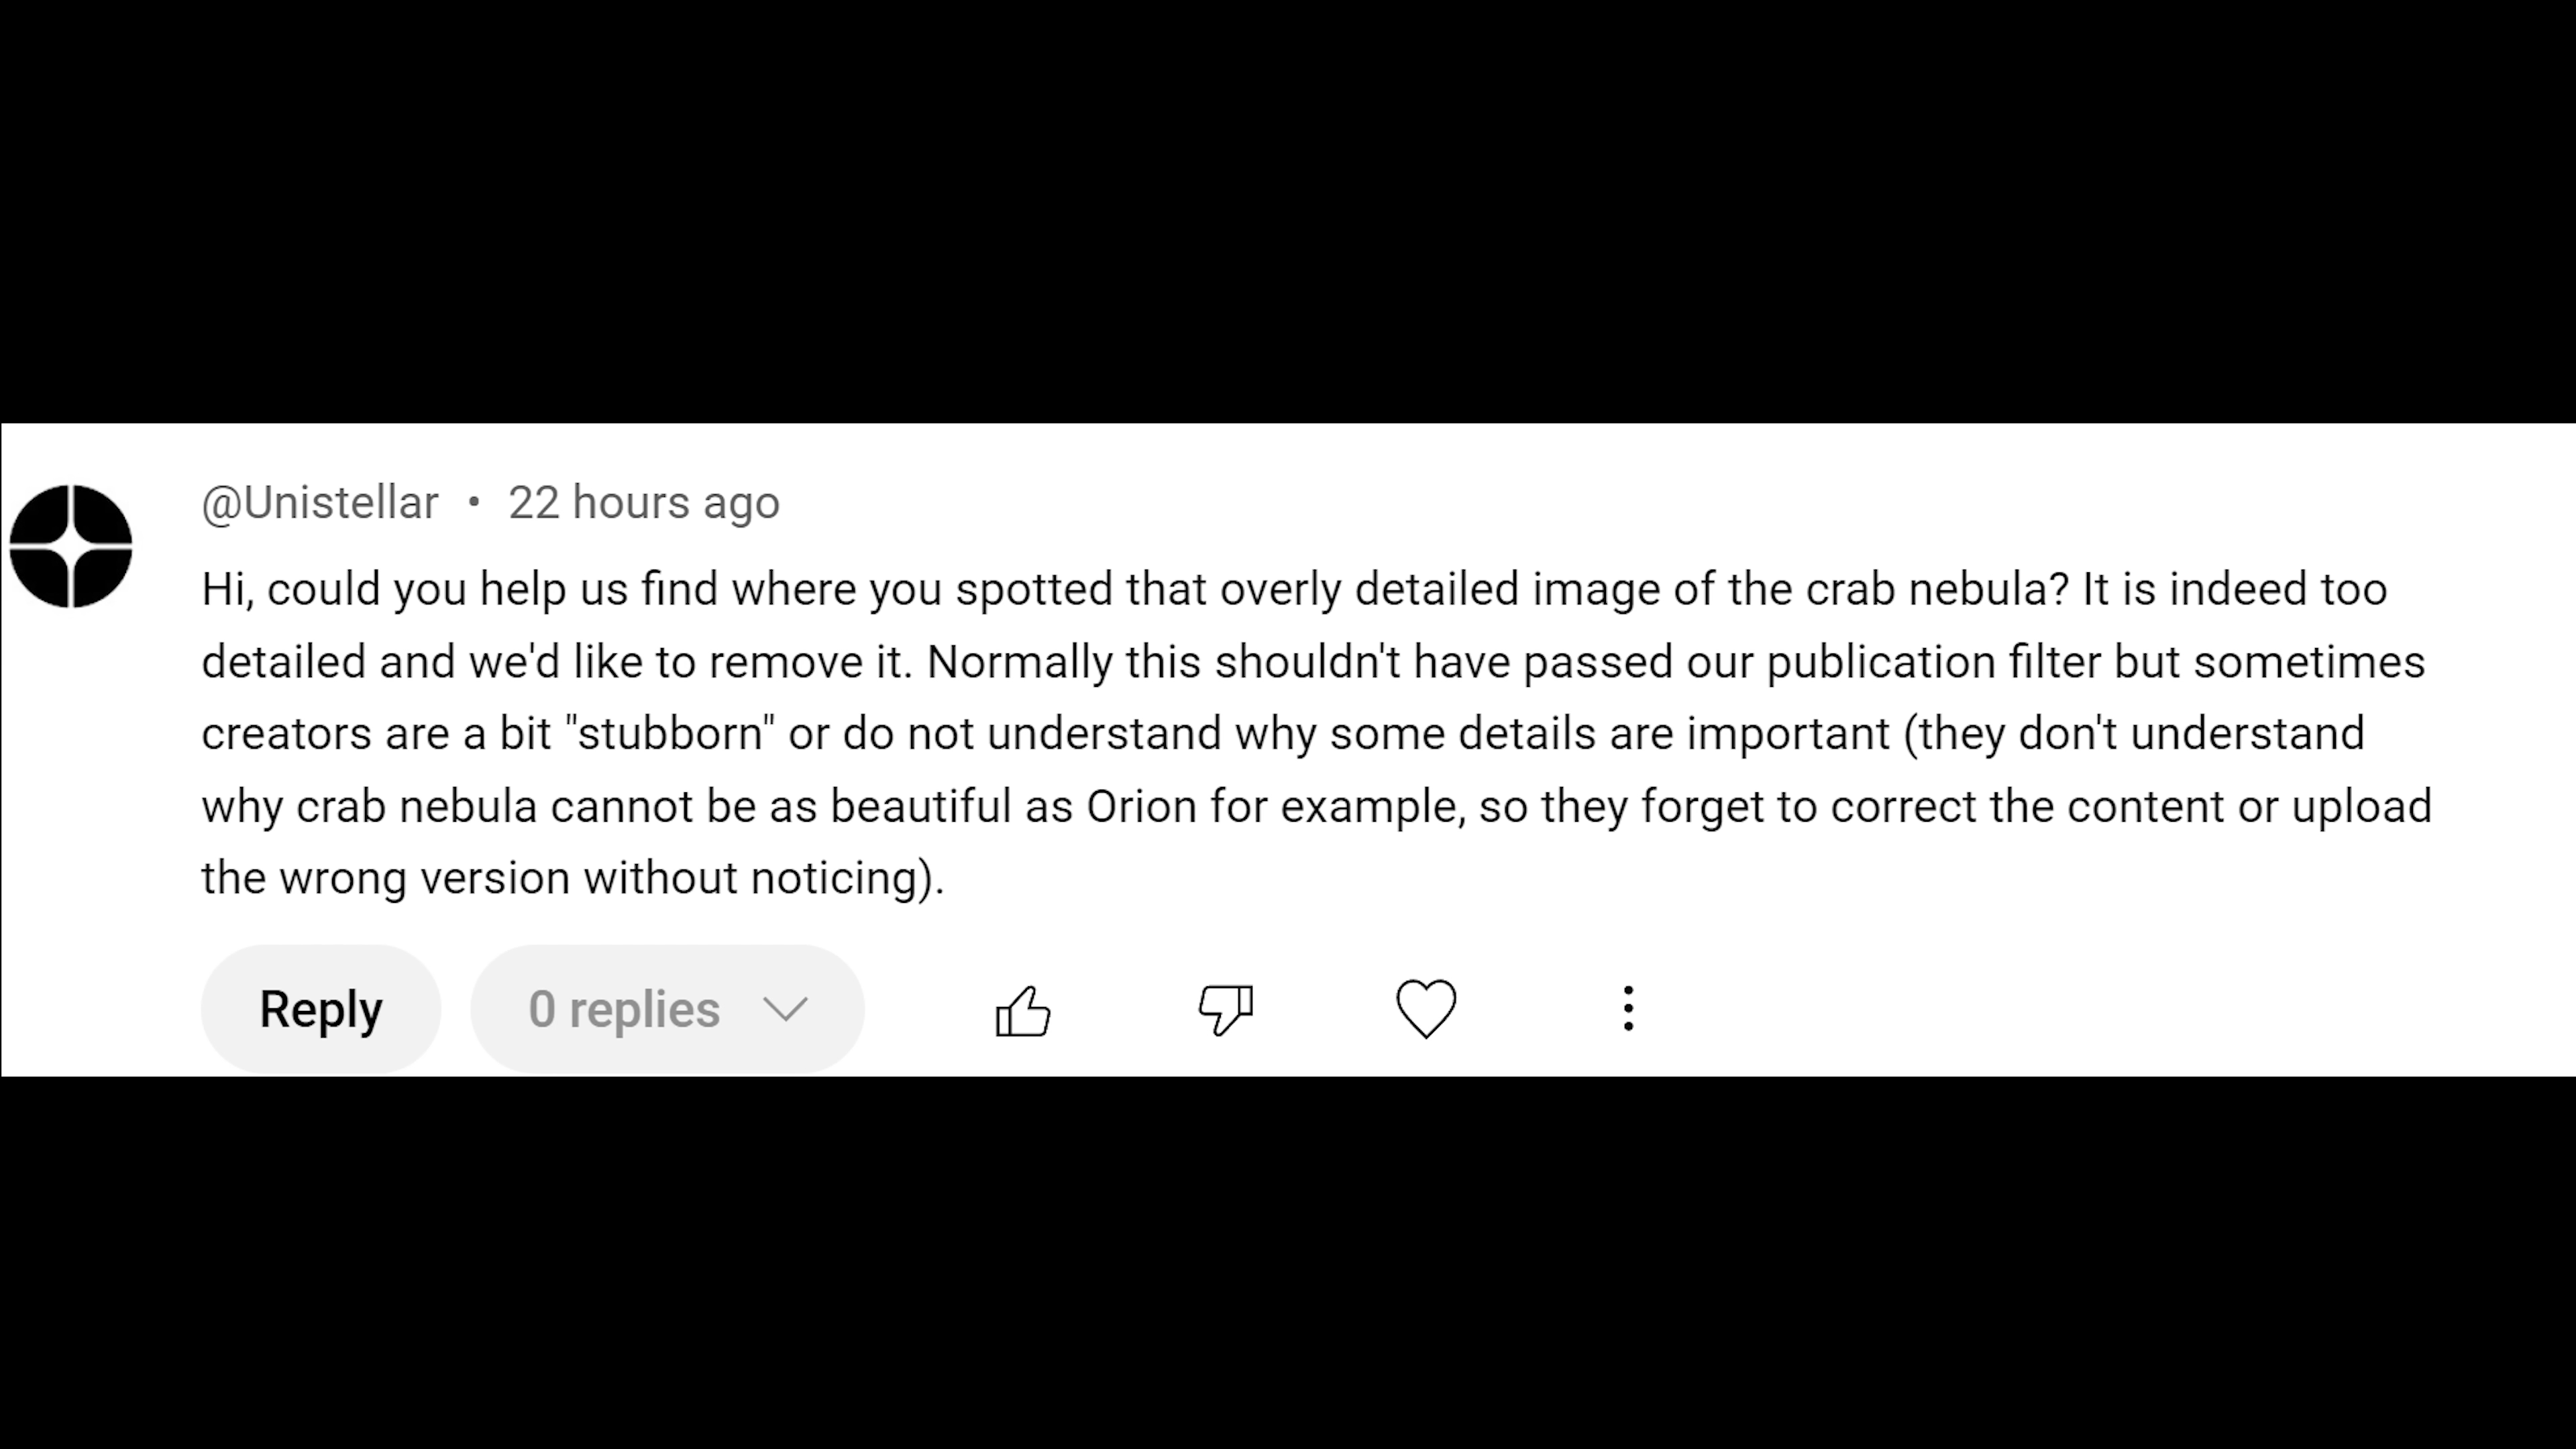 @Unistellar • 22 hours ago
Hi, could you help us find where you spotted that overly detailed image of the crab nebula? It is indeed too
detailed and we'd like to remove it. Normally this shouldn't have passed our publication filter but sometimes
creators are a bit "stubborn" or do not understand why some details are important (they don't understand
why crab nebula cannot be as beautiful as Orion for example, so they forget to correct the content or upload
the wrong version without noticing).
Reply 0 replies